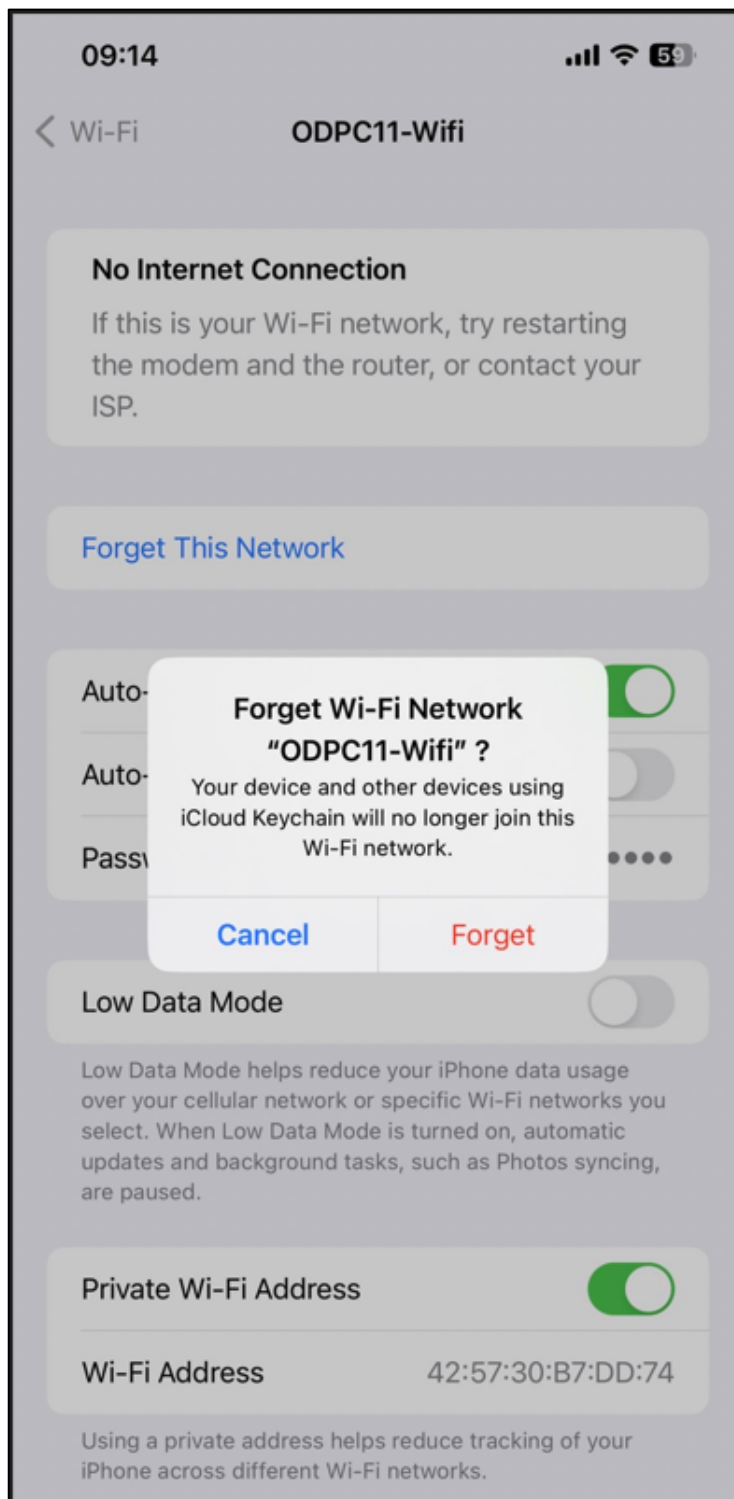 09:14
59
Wi-Fi
ODPC11-Wifi
No Internet Connection
If this is your Wi-Fi network, try restarting
the modem and the router, or contact your
ISP.
Forget This Network
Auto-
Forget Wi-Fi Network
“ODPC11-Wifi” ?
Auto-
Your device and other devices using
iCloud Keychain will no longer join this
Wi-Fi network.
Cancel
Forget
Low Data Mode
Low Data Mode helps reduce your iPhone data usage
over your cellular network or specific Wi-Fi networks you
select. When Low Data Mode is turned on, automatic
updates and background tasks, such as Photos syncing,
are paused.
Private Wi-Fi Address
Wi-Fi Address
42:57:30:B7:DD:74
Using a private address helps reduce tracking of your
iPhone across different Wi-Fi networks.